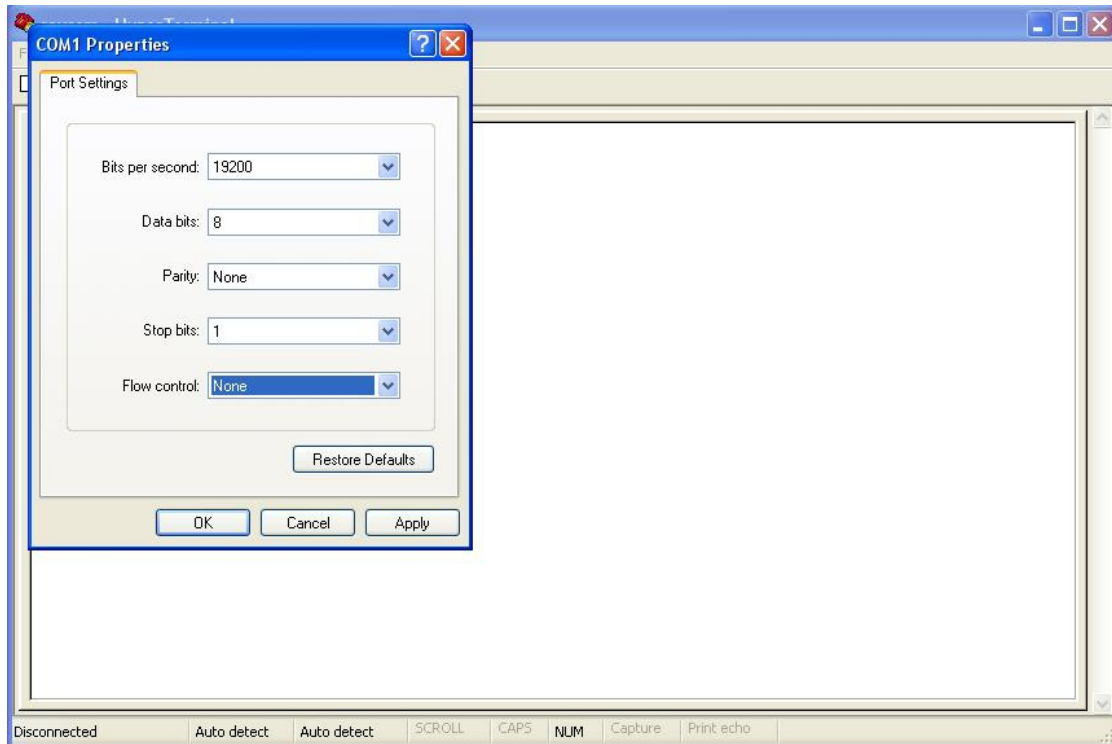 HyperTerminal
COM1 Properties
Port Settings
Bits per second: 19200
Data bits: 8
Parity: None
Stop bits: 1
Flow control: None
Restore Defaults
OK Cancel Apply
Disconnected Auto detect Auto detect SCROLL CAPS NUM Capture Print echo